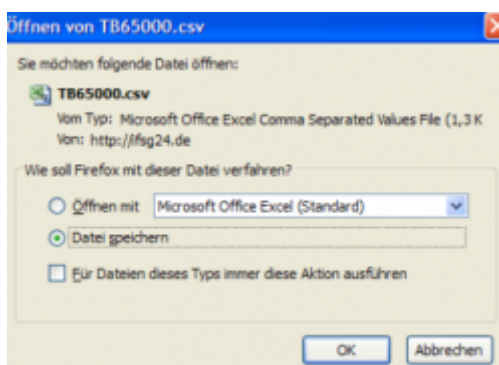 Öffnen von TB65000.csv
Sie möchten folgende Datei öffnen:
TB65000.csv
Vom Typ: Microsoft Office Excel Comma Separated Values File (1,3 K
Von: http://ifsg24.de
Wie soll Firefox mit dieser Datei verfahren?
Öffnen mit Microsoft Office Excel (Standard)
Datei speichern
Für Dateien dieses Typs immer diese Aktion ausführen
OK Abbrechen